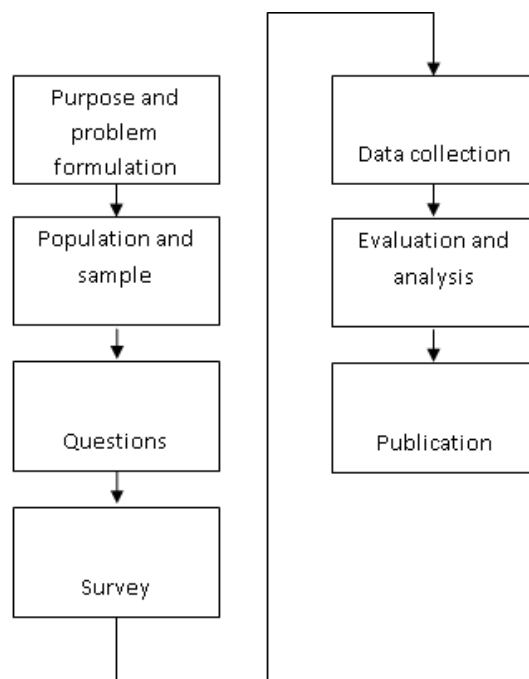 Purpose and
problem
formulation
Population and
sample
Questions
Survey
Data collection
Evaluation and
analysis
Publication